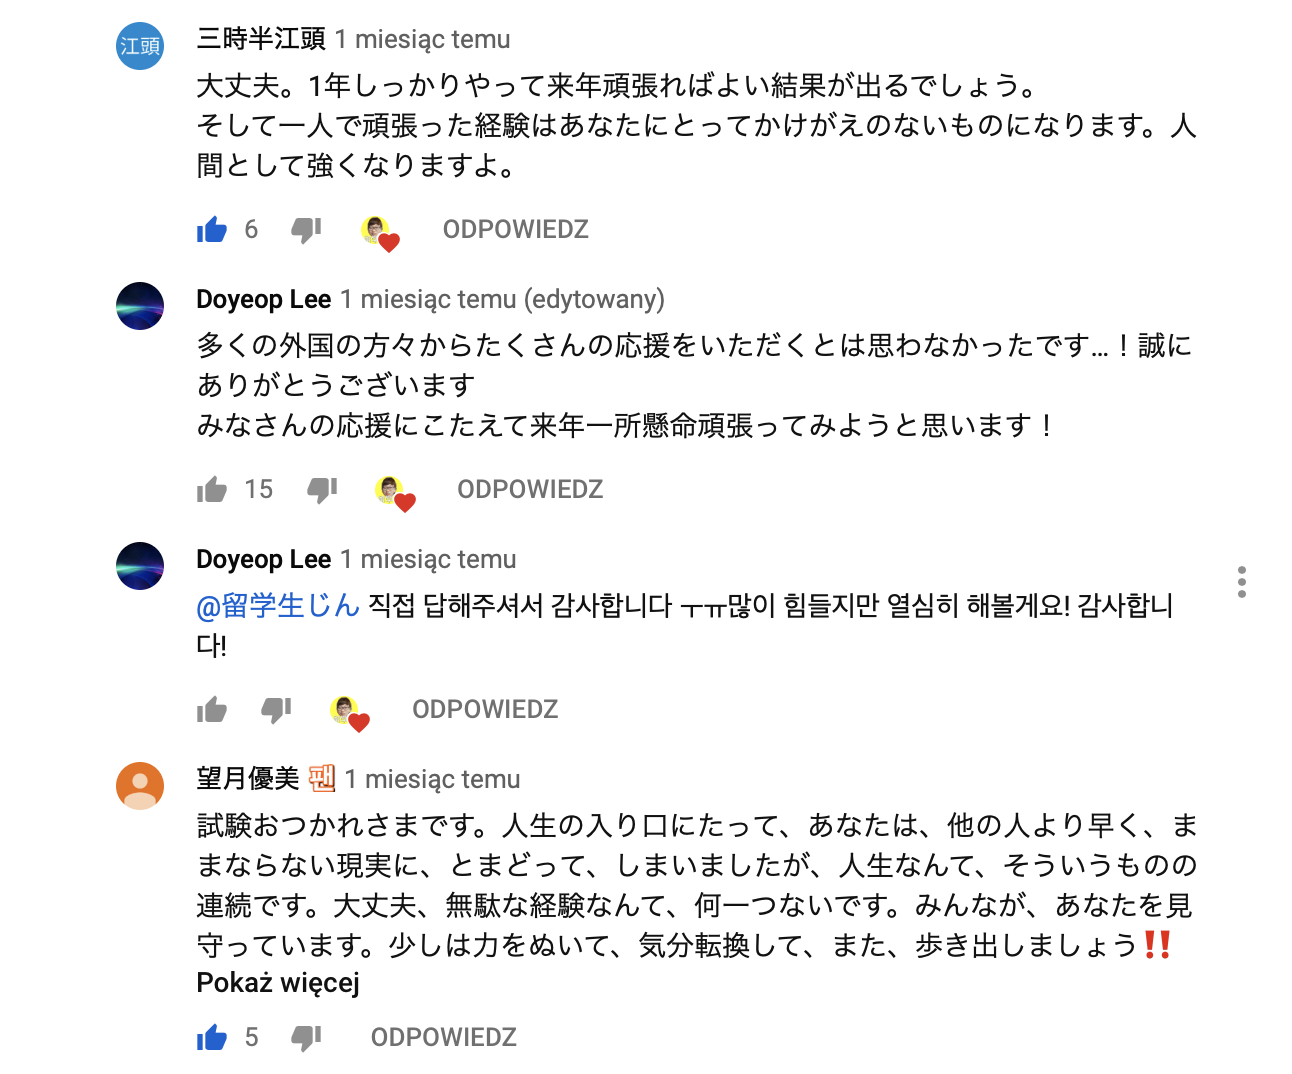 江頭
三時半江頭 1 miesiąc temu
大丈夫。1年しっかりやって来年頑張ればよい結果が出るでしょう。
そして一人で頑張った経験はあなたにとってかけがえのないものになります。人
間として強くなりますよ。
6 ODPOWIEDZ
Doyeop Lee 1 miesiąc temu (edytowany)
多くの外国の方々からたくさんの応援をいただくとは思わなかったです...！誠に
ありがとうございます
みなさんの応援にこたえて来年一所懸命頑張ってみようと思います！
15 ODPOWIEDZ
Doyeop Lee 1 miesiąc temu
@留学生じん 직접 답해주셔서 감사합니다 ㅜㅠ많이 힘들지만 열심히 해볼게요! 감사합니
다!
ODPOWIEDZ
望月優美 팬 1 miesiąc temu
試験おつかれさまです。人生の入り口にたって、あなたは、他の人より早く、ま
まならない現実に、とまどって、しまいましたが、人生なんて、そういうものの
連続です。大丈夫、無駄な経験なんて、何一つないです。みんなが、あなたを見
守っています。少しは力をぬいて、気分転換して、また、歩き出しましょう‼️
Pokaż więcej
5 ODPOWIEDZ